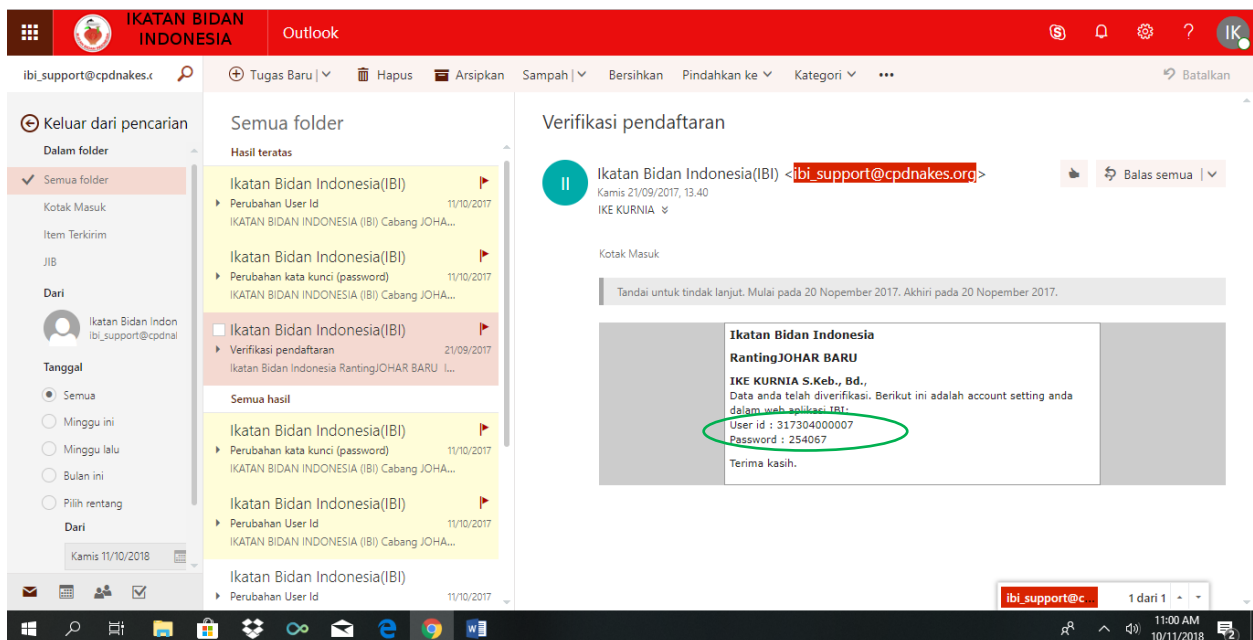 IKATAN BIDAN
INDONESIA
Outlook
IK
ibi_support@cpdnakes.c
Tugas Baru | Hapus Arsipkan Sampah | Bersihkan Pindahkan ke Kategori ••• Batalkan
Keluar dari pencarian
Dalam folder
Semua folder
Kotak Masuk
Item Terkirim
JIB
Dari
Ikatan Bidan Indon
ibi_support@cpdnal
Tanggal
Semua
Minggu ini
Minggu lalu
Bulan ini
Pilih rentang
Dari
Kamis 11/10/2018
Semua folder
Hasil teratas
Ikatan Bidan Indonesia(IBI)
Perubahan User Id 11/10/2017
IKATAN BIDAN INDONESIA (IBI) Cabang JOHA...
Ikatan Bidan Indonesia(IBI)
Perubahan kata kunci (password) 11/10/2017
IKATAN BIDAN INDONESIA (IBI) Cabang JOHA...
Ikatan Bidan Indonesia(IBI)
Verifikasi pendaftaran 21/09/2017
Ikatan Bidan Indonesia RantingJOHAR BARU I...
Semua hasil
Ikatan Bidan Indonesia(IBI)
Perubahan kata kunci (password) 11/10/2017
IKATAN BIDAN INDONESIA (IBI) Cabang JOHA...
Ikatan Bidan Indonesia(IBI)
Perubahan User Id 11/10/2017
IKATAN BIDAN INDONESIA (IBI) Cabang JOHA...
Ikatan Bidan Indonesia(IBI)
Perubahan User Id 11/10/2017
Verifikasi pendaftaran
II
Ikatan Bidan Indonesia(IBI) <ibi_support@cpdnakes.org>
Kamis 21/09/2017, 13.40
IKE KURNIA
Balas semua |
Kotak Masuk
Tandai untuk tindak lanjut. Mulai pada 20 Nopember 2017. Akhiri pada 20 Nopember 2017.
Ikatan Bidan Indonesia
RantingJOHAR BARU
IKE KURNIA S.Keb., Bd.,
Data anda telah diverifikasi. Berikut ini adalah account setting anda
dalam web aplikasi IBI:
User id : 317304000007
Password : 254067
Terima kasih.
ibi_support@c... 1 dari 1
11:00 AM
10/11/2018